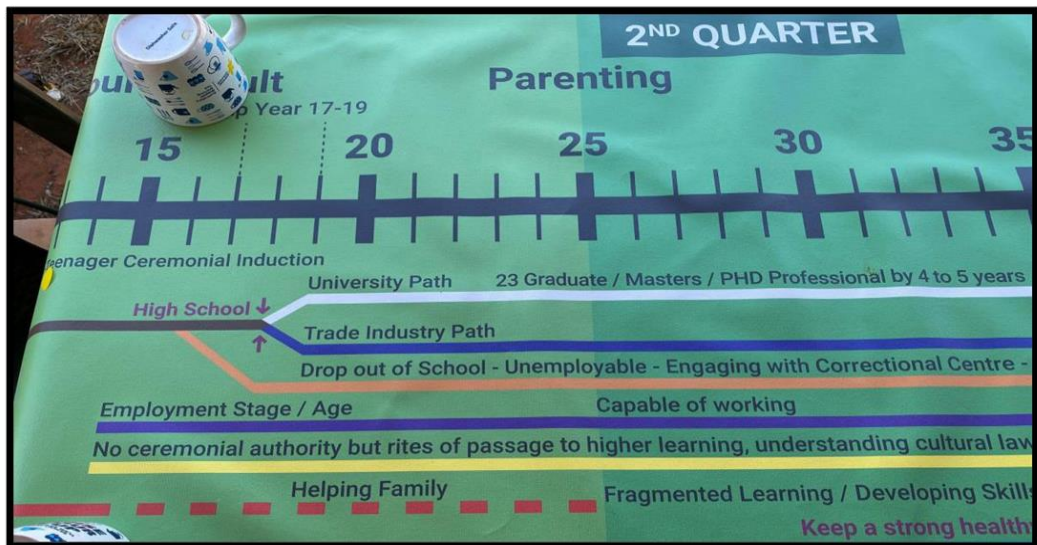 2ND QUARTER
Parenting
Year 17-19
15 20 25 30 35
Ceremonial Induction
University Path 23 Graduate / Masters / PHD Professional by 4 to 5 years
High School
Trade Industry Path
Drop out of School - Unemployable - Engaging with Correctional Centre -
Employment Stage / Age Capable of working
No ceremonial authority but rites of passage to higher learning, understanding cultural law
Helping Family Fragmented Learning / Developing Skills
Keep a strong